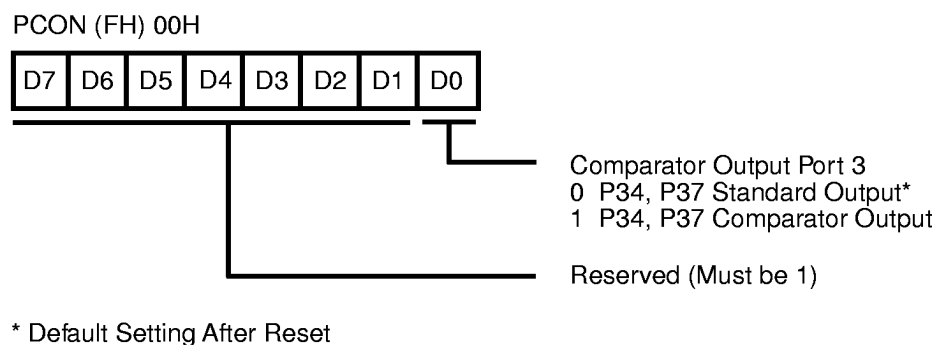 PCON (FH) 00H
D7 D6 D5 D4 D3 D2 D1 D0
Comparator Output Port 3
0 P34, P37 Standard Output*
1 P34, P37 Comparator Output
Reserved (Must be 1)
* Default Setting After Reset